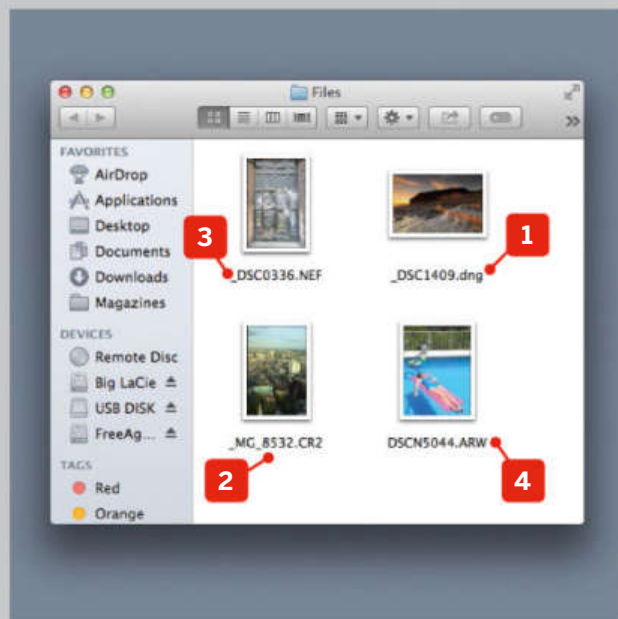 Files
FAVORITES
AirDrop
Applications
Desktop
Documents
Downloads
Magazines
DEVICES
Remote Disc
Big LaCie
USB DISK
FreeAg...
TAGS
Red
Orange
3
1
_DSC0336.NEF
_DSC1409.dng
_MG_8532.CR2
DSCN5044.ARW
2
4